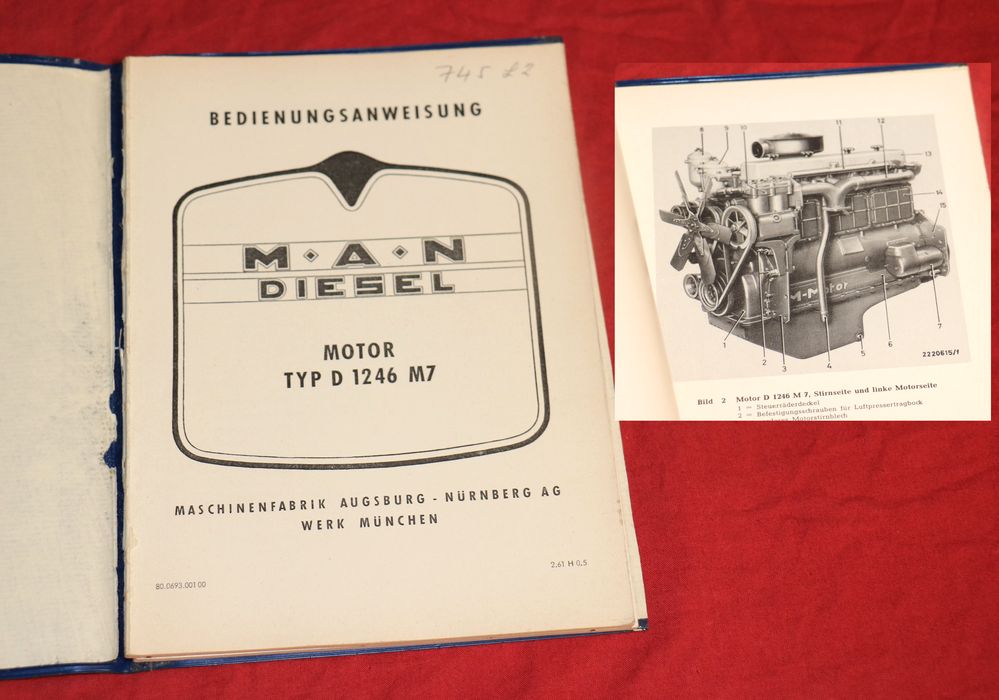 745 L2
BEDIENUNGSANWEISUNG
M·A·N
DIESEL
MOTOR
TYP D 1246 M7
MASCHINENFABRIK AUGSBURG - NÜRNBERG AG
WERK MÜNCHEN
80.0693.001 00
2.61 H 0,5
8 9 10 11 12
13
14
15
M-Motor
1 2 3 4 5 6 7
2220615/1
Bild 2 Motor D 1246 M 7, Stirnseite und linke Motorseite
1 = Steuerräderdeckel
2 = Befestigungsschrauben für Luftpressertragbock
Motorstirnblech